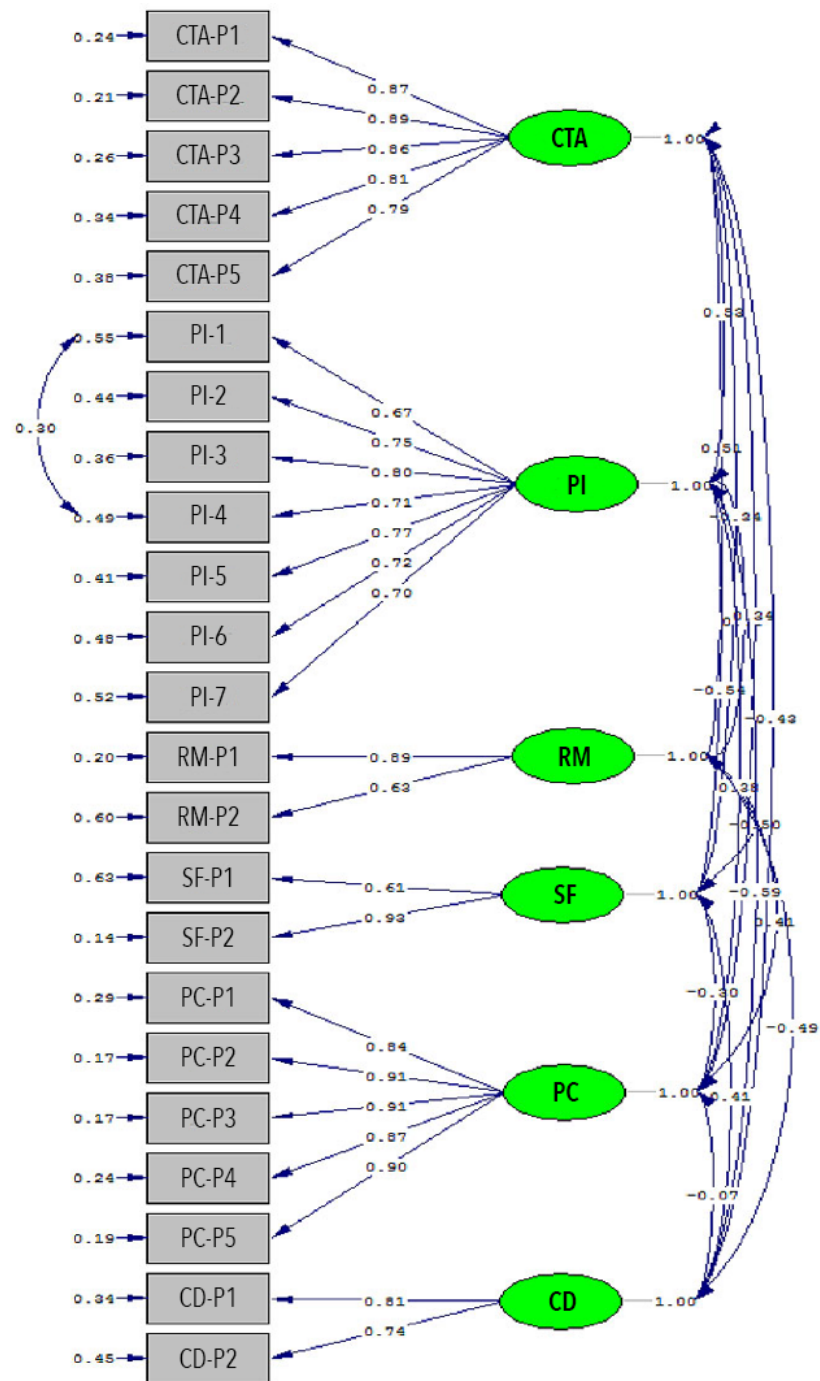 0.24 CTA-P1
0.87
0.21 CTA-P2
0.89
CTA 1.00
0.26 CTA-P3
0.86
0.34 CTA-P4
0.81
0.79
0.38 CTA-P5
0.53
0.55 PI-1
0.67
0.44 PI-2
0.75
0.30
0.36 PI-3
0.80
0.51
PI 1.00
0.49 PI-4
0.71
-0.24
0.77
0.41 PI-5
0.72
0.70
0.34
0.48 PI-6
-0.54
0.52 PI-7
-0.43
0.20 RM-P1
0.89
RM 1.00
0.63
0.38
0.60 RM-P2
-0.50
0.63 SF-P1
0.61
SF 1.00
-0.59
0.93
0.41
0.14 SF-P2
0.29 PC-P1
-0.30
-0.49
0.84
0.17 PC-P2
0.91
PC 1.00
0.41
0.17 PC-P3
0.91
0.87
0.24 PC-P4
0.90
-0.07
0.19 PC-P5
0.34 CD-P1
0.81
CD 1.00
0.74
0.45 CD-P2